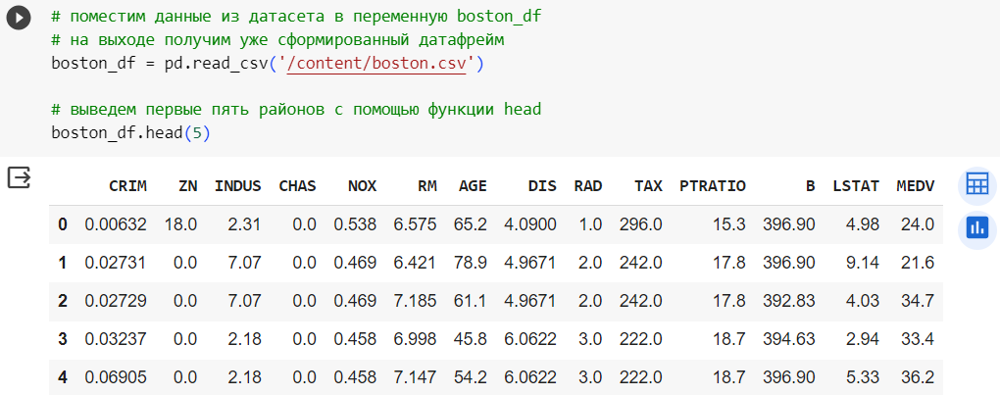 # поместим данные из датасета в переменную boston_df
# на выходе получим уже сформированный датафрейм
boston_df = pd.read_csv('/content/boston.csv')
# выведем первые пять районов с помощью функции head
boston_df.head(5)
CRIM ZN INDUS CHAS NOX RM AGE DIS RAD TAX PTRATIO B LSTAT MEDV
0 0.00632 18.0 2.31 0.0 0.538 6.575 65.2 4.0900 1.0 296.0 15.3 396.90 4.98 24.0
1 0.02731 0.0 7.07 0.0 0.469 6.421 78.9 4.9671 2.0 242.0 17.8 396.90 9.14 21.6
2 0.02729 0.0 7.07 0.0 0.469 7.185 61.1 4.9671 2.0 242.0 17.8 392.83 4.03 34.7
3 0.03237 0.0 2.18 0.0 0.458 6.998 45.8 6.0622 3.0 222.0 18.7 394.63 2.94 33.4
4 0.06905 0.0 2.18 0.0 0.458 7.147 54.2 6.0622 3.0 222.0 18.7 396.90 5.33 36.2